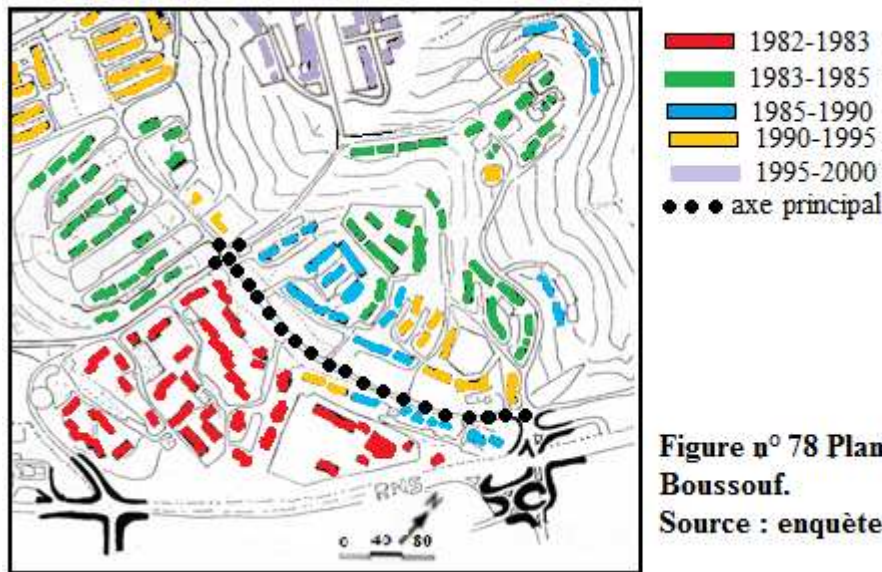 1982-1983
1983-1985
1985-1990
1990-1995
1995-2000
axe principal
RN5
N
0 40 80
Figure n° 78 Plan
Boussouf.
Source : enquète